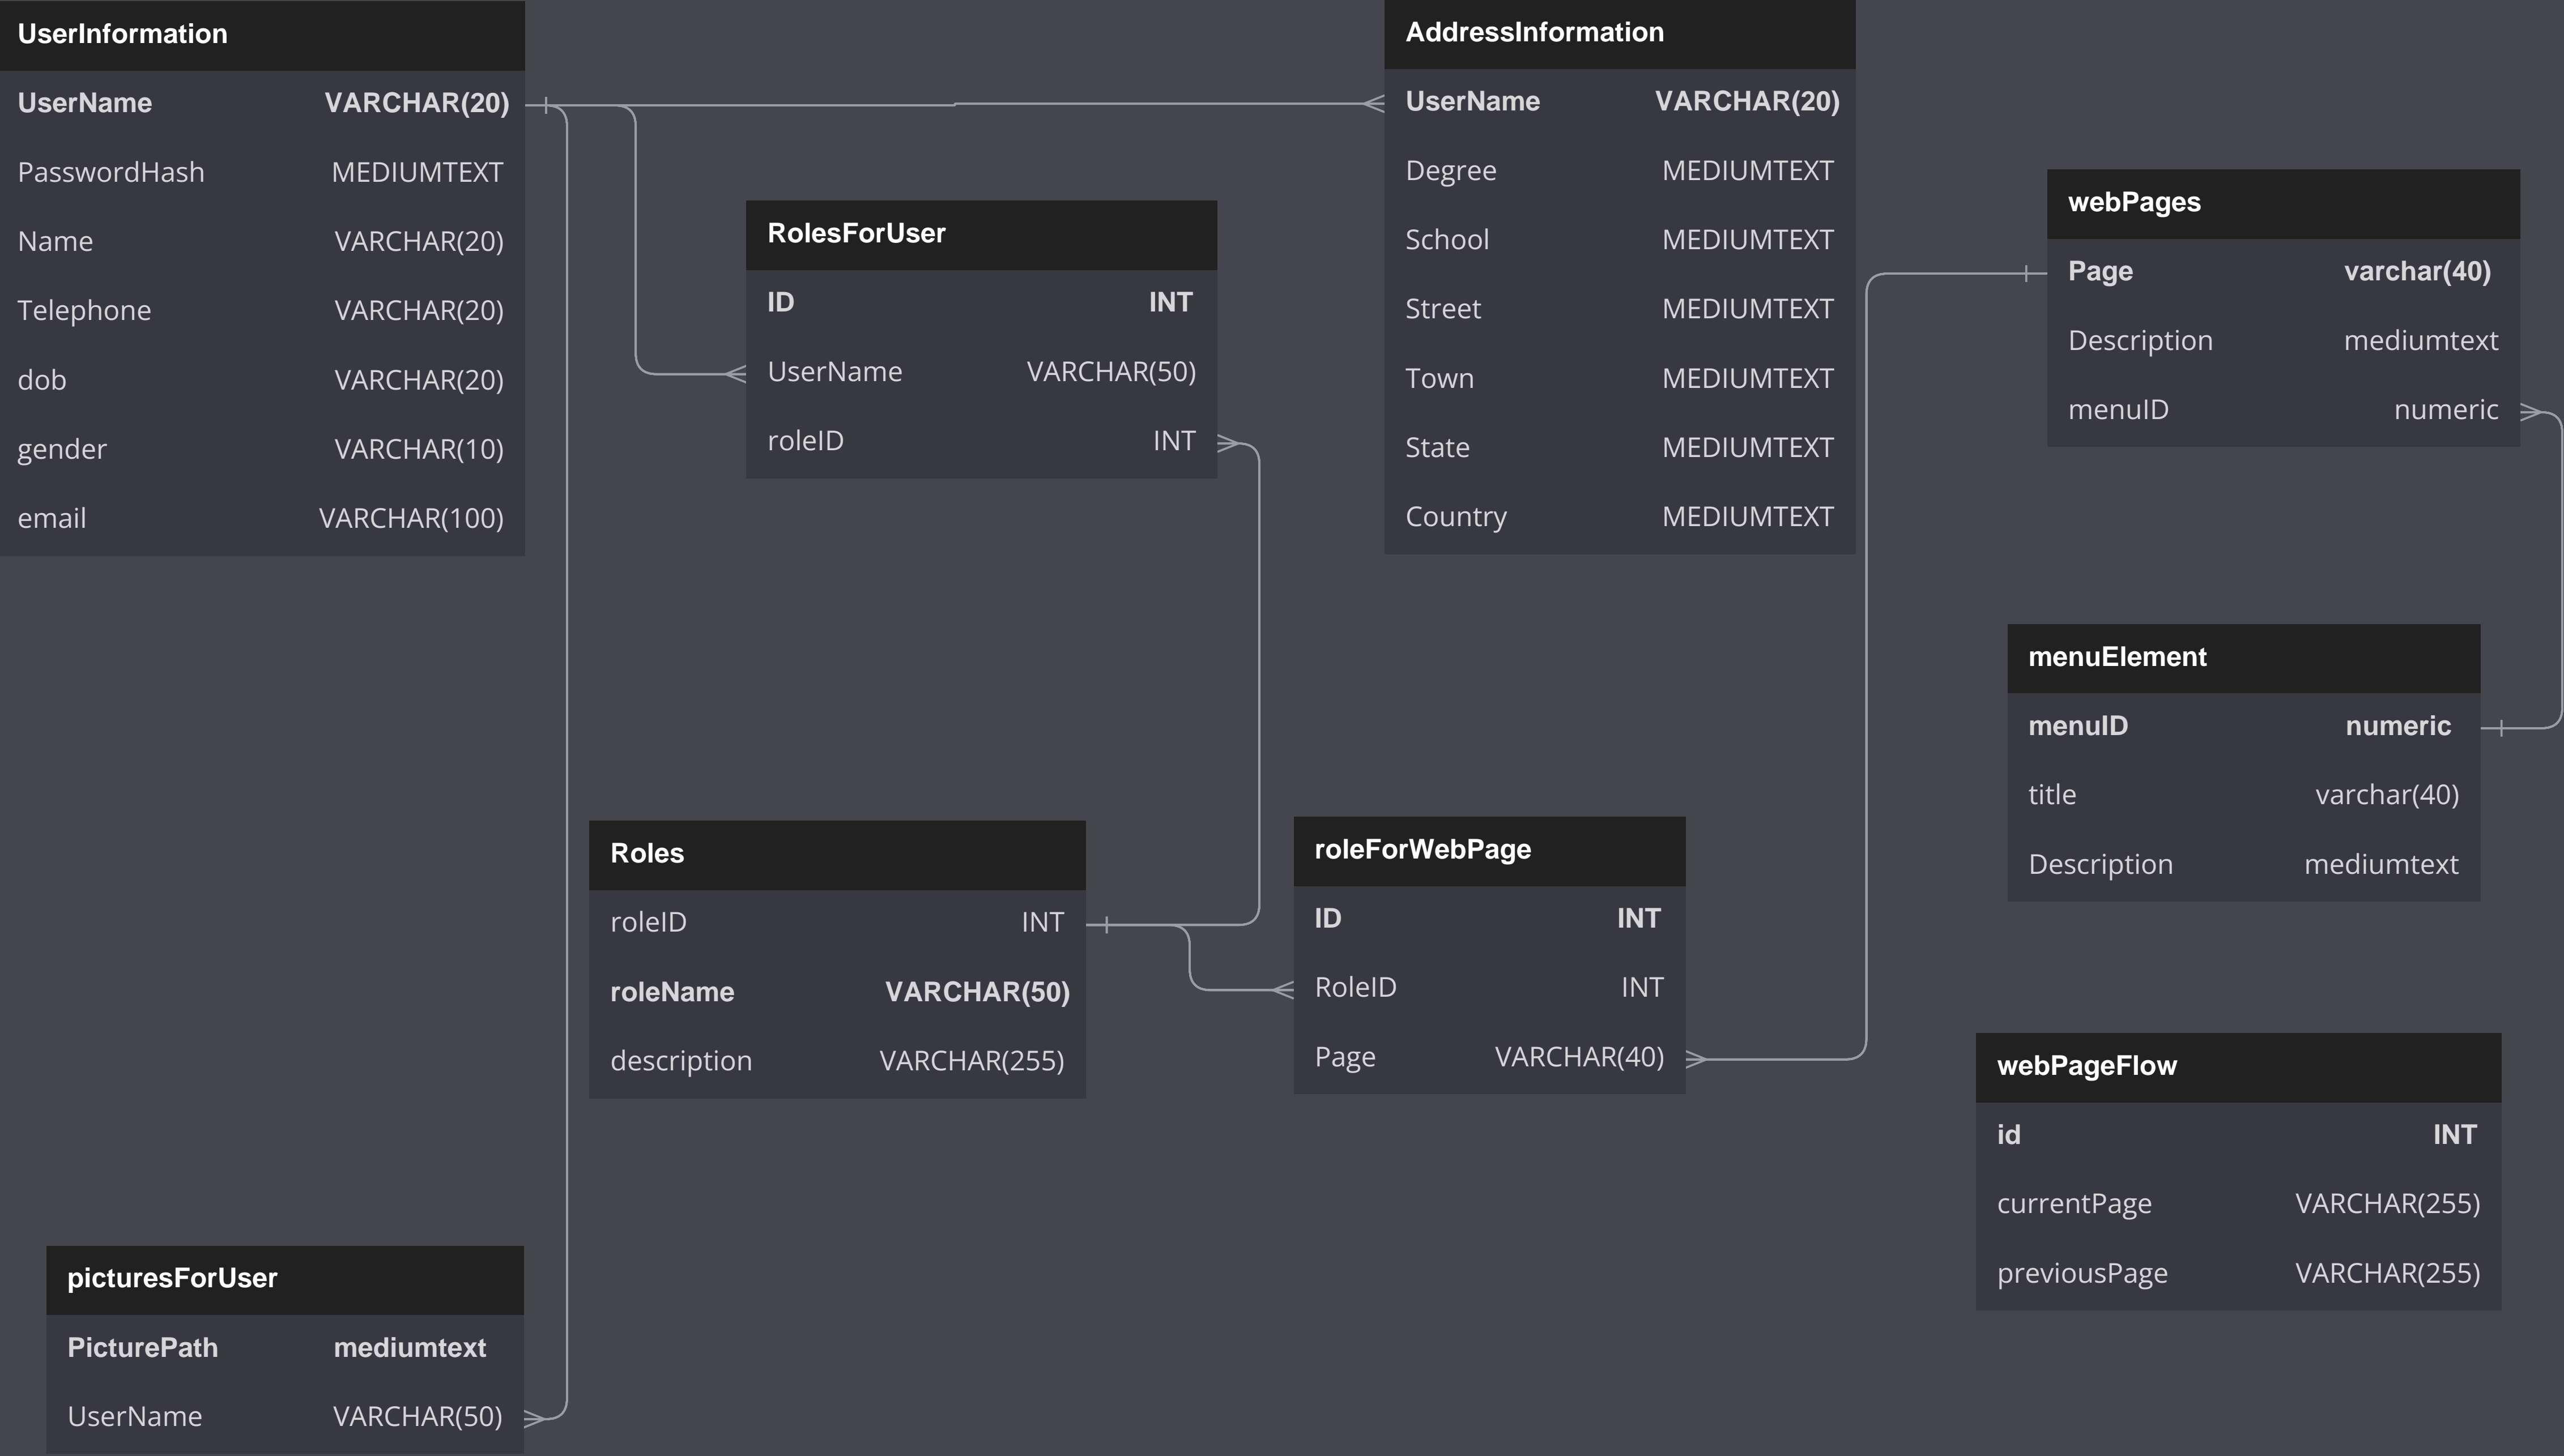 UserInformation
UserName VARCHAR(20)
PasswordHash MEDIUMTEXT
Name VARCHAR(20)
Telephone VARCHAR(20)
dob VARCHAR(20)
gender VARCHAR(10)
email VARCHAR(100)
RolesForUser
ID INT
UserName VARCHAR(50)
roleID INT
AddressInformation
UserName VARCHAR(20)
Degree MEDIUMTEXT
School MEDIUMTEXT
Street MEDIUMTEXT
Town MEDIUMTEXT
State MEDIUMTEXT
Country MEDIUMTEXT
webPages
Page varchar(40)
Description mediumtext
menuID numeric
menuElement
menuID numeric
title varchar(40)
Description mediumtext
Roles
roleID INT
roleName VARCHAR(50)
description VARCHAR(255)
roleForWebPage
ID INT
RoleID INT
Page VARCHAR(40)
webPageFlow
id INT
currentPage VARCHAR(255)
previousPage VARCHAR(255)
picturesForUser
PicturePath mediumtext
UserName VARCHAR(50)